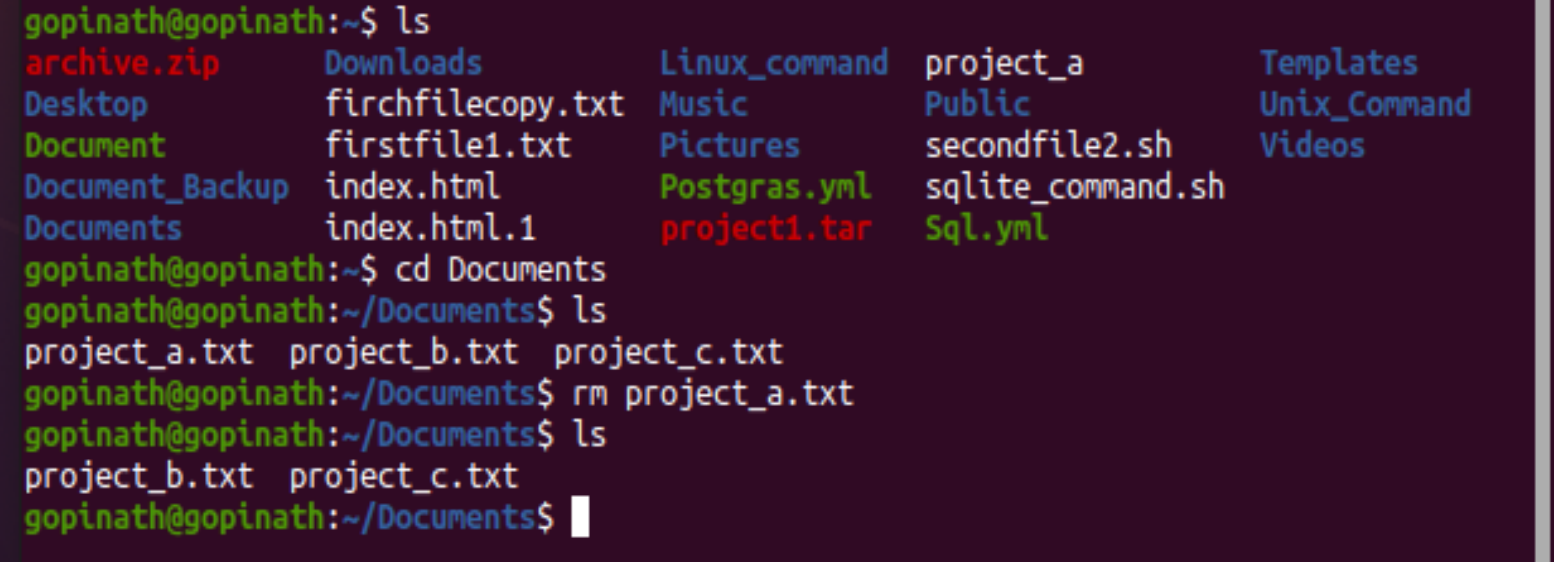 gopinath@gopinath:~$ ls
archive.zip Downloads Linux_command project_a Templates
Desktop firchfilecopy.txt Music Public Unix_Command
Document firstfile1.txt Pictures secondfile2.sh Videos
Document_Backup index.html Postgras.yml sqlite_command.sh
Documents index.html.1 project1.tar Sql.yml
gopinath@gopinath:~$ cd Documents
gopinath@gopinath:~/Documents$ ls
project_a.txt project_b.txt project_c.txt
gopinath@gopinath:~/Documents$ rm project_a.txt
gopinath@gopinath:~/Documents$ ls
project_b.txt project_c.txt
gopinath@gopinath:~/Documents$